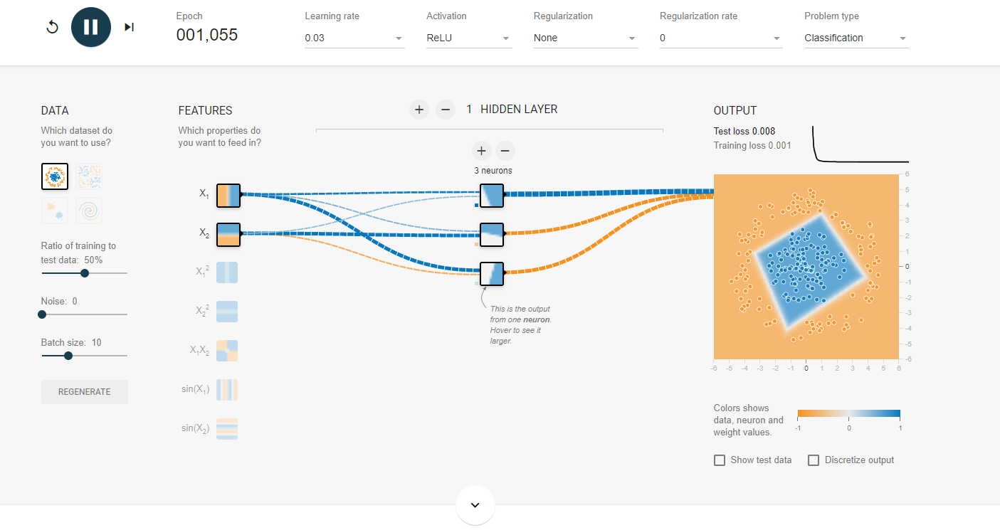 Epoch
001,055
Learning rate
0.03
Activation
ReLU
Regularization
None
Regularization rate
0
Problem type
Classification
DATA
Which dataset do
you want to use?
Ratio of training to
test data: 50%
Noise: 0
Batch size: 10
REGENERATE
FEATURES
Which properties do
you want to feed in?
X1
X2
X1²
X2²
X1X2
sin(X1)
sin(X2)
+ − 1 HIDDEN LAYER
+ −
3 neurons
This is the output
from one neuron.
Hover to see it
larger.
OUTPUT
Test loss 0.008
Training loss 0.001
6
5
4
3
2
1
0
-1
-2
-3
-4
-5
-6
-6 -5 -4 -3 -2 -1 0 1 2 3 4 5 6
Colors shows
data, neuron and
weight values.
-1 0 1
Show test data
Discretize output